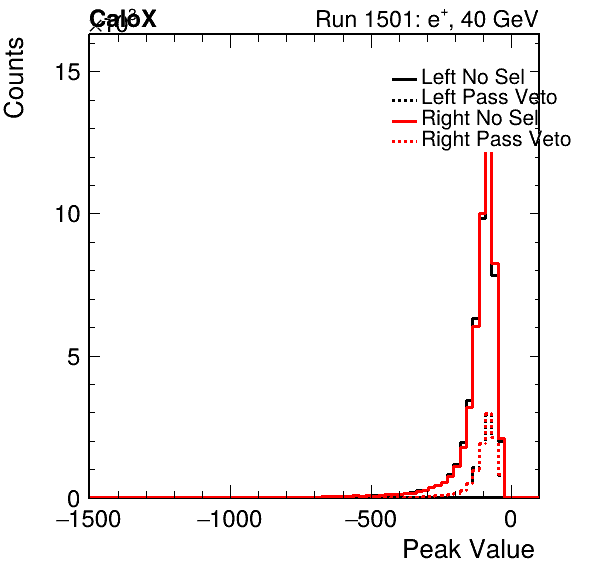 CaloX
×10³
Run 1501: e⁺, 40 GeV
Counts
15
10
5
0
Left No Sel
Left Pass Veto
Right No Sel
Right Pass Veto
−1500 −1000 −500 0
Peak Value